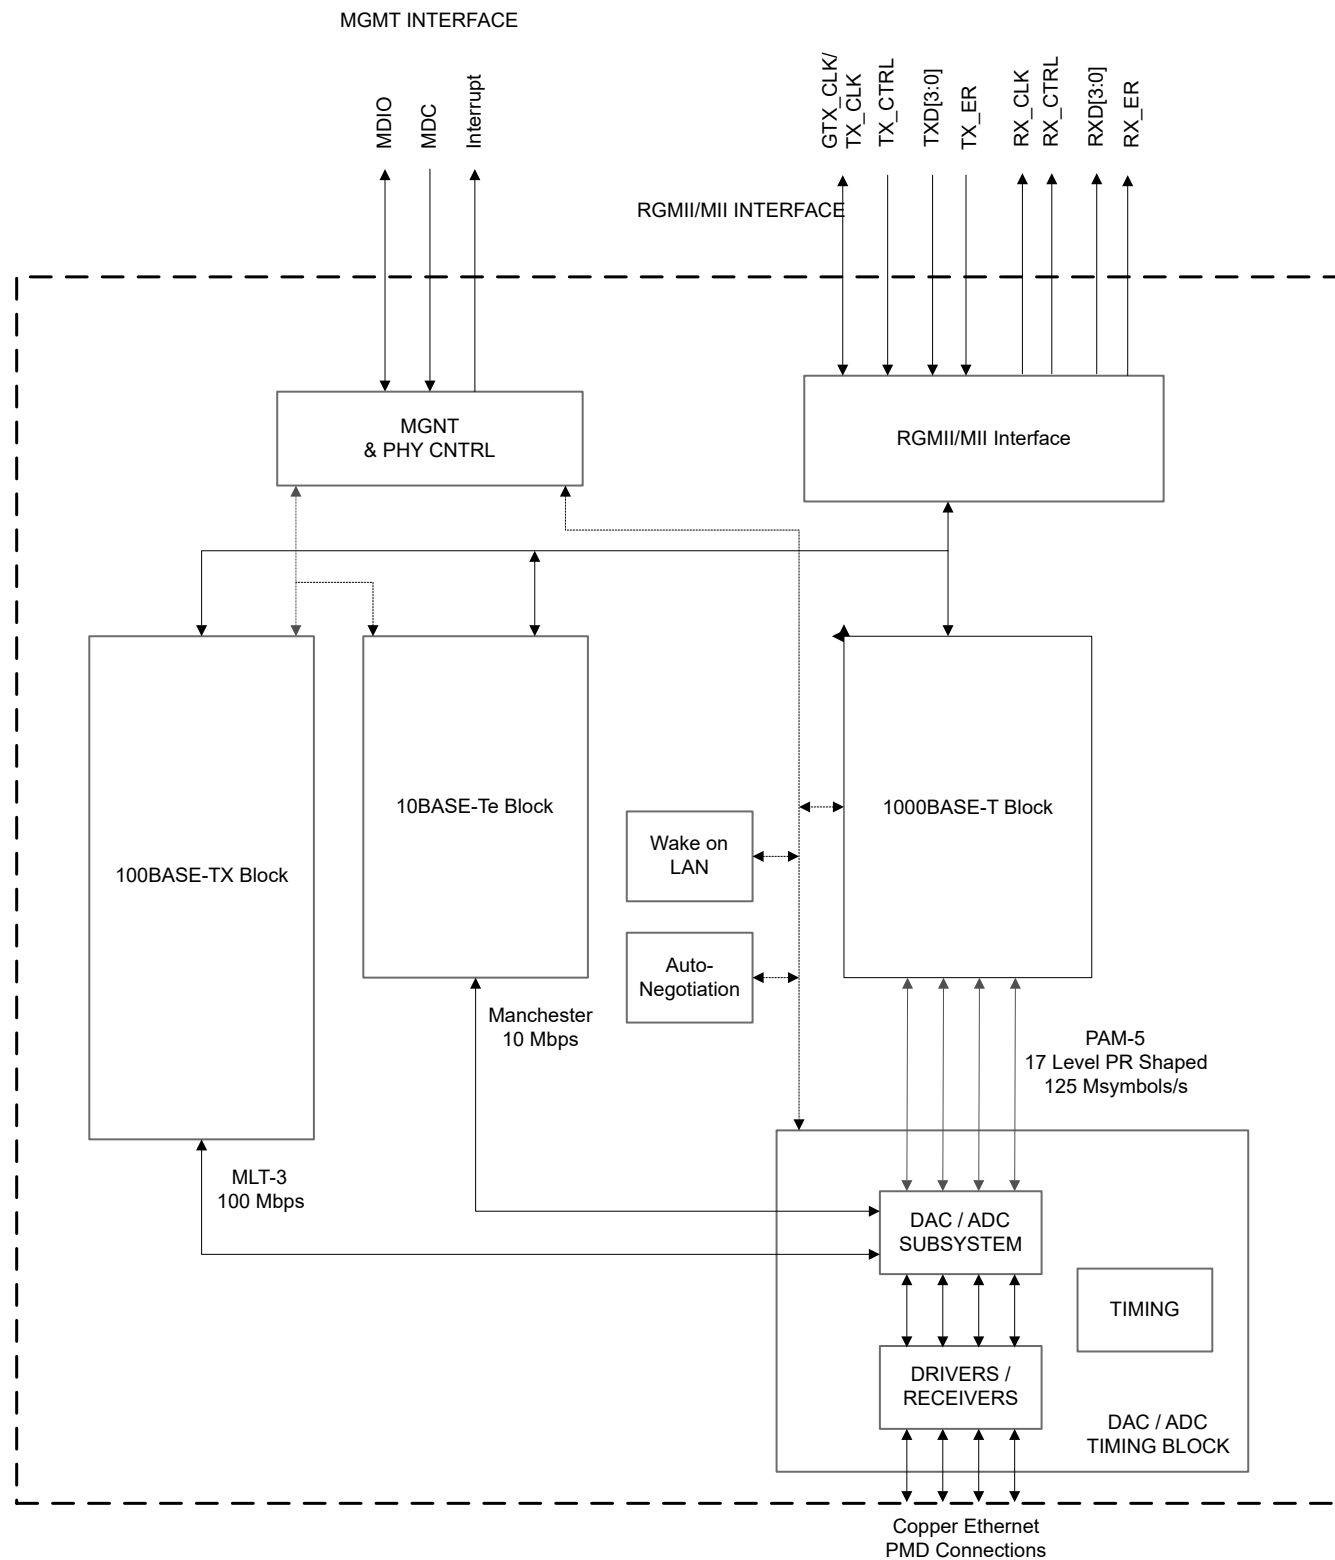 MGMT INTERFACE
MDIO
MDC
Interrupt
GTX_CLK/
TX_CLK
TX_CTRL
TXD[3:0]
TX_ER
RX_CLK
RX_CTRL
RXD[3:0]
RX_ER
RGMII/MII INTERFACE
MGNT
& PHY CNTRL
RGMII/MII Interface
100BASE-TX Block
10BASE-Te Block
1000BASE-T Block
Wake on
LAN
Auto-
Negotiation
Manchester
10 Mbps
PAM-5
17 Level PR Shaped
125 Msymbols/s
MLT-3
100 Mbps
DAC / ADC
SUBSYSTEM
TIMING
DRIVERS /
RECEIVERS
DAC / ADC
TIMING BLOCK
Copper Ethernet
PMD Connections